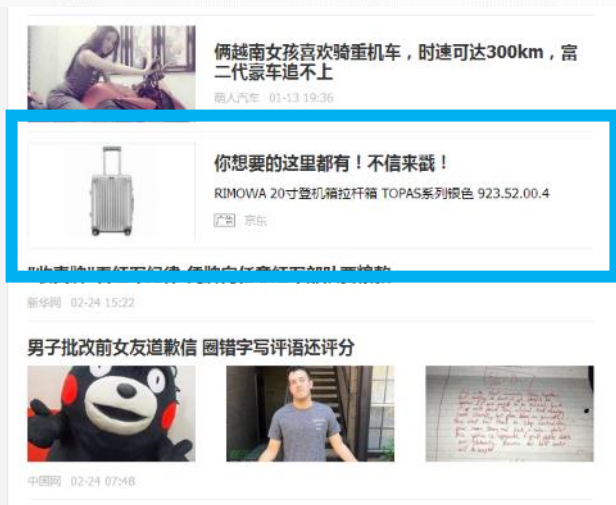 俩越南女孩喜欢骑重机车，时速可达300km，富
二代豪车追不上
萌人汽车 01-13 19:36
你想要的这里都有！不信来戳！
RIMOWA 20寸登机箱拉杆箱 TOPAS系列银色 923.52.00.4
广告 京东
新华网 02-24 15:22
男子批改前女友道歉信 圈错字写评语还评分
中国网 02-24 07:48